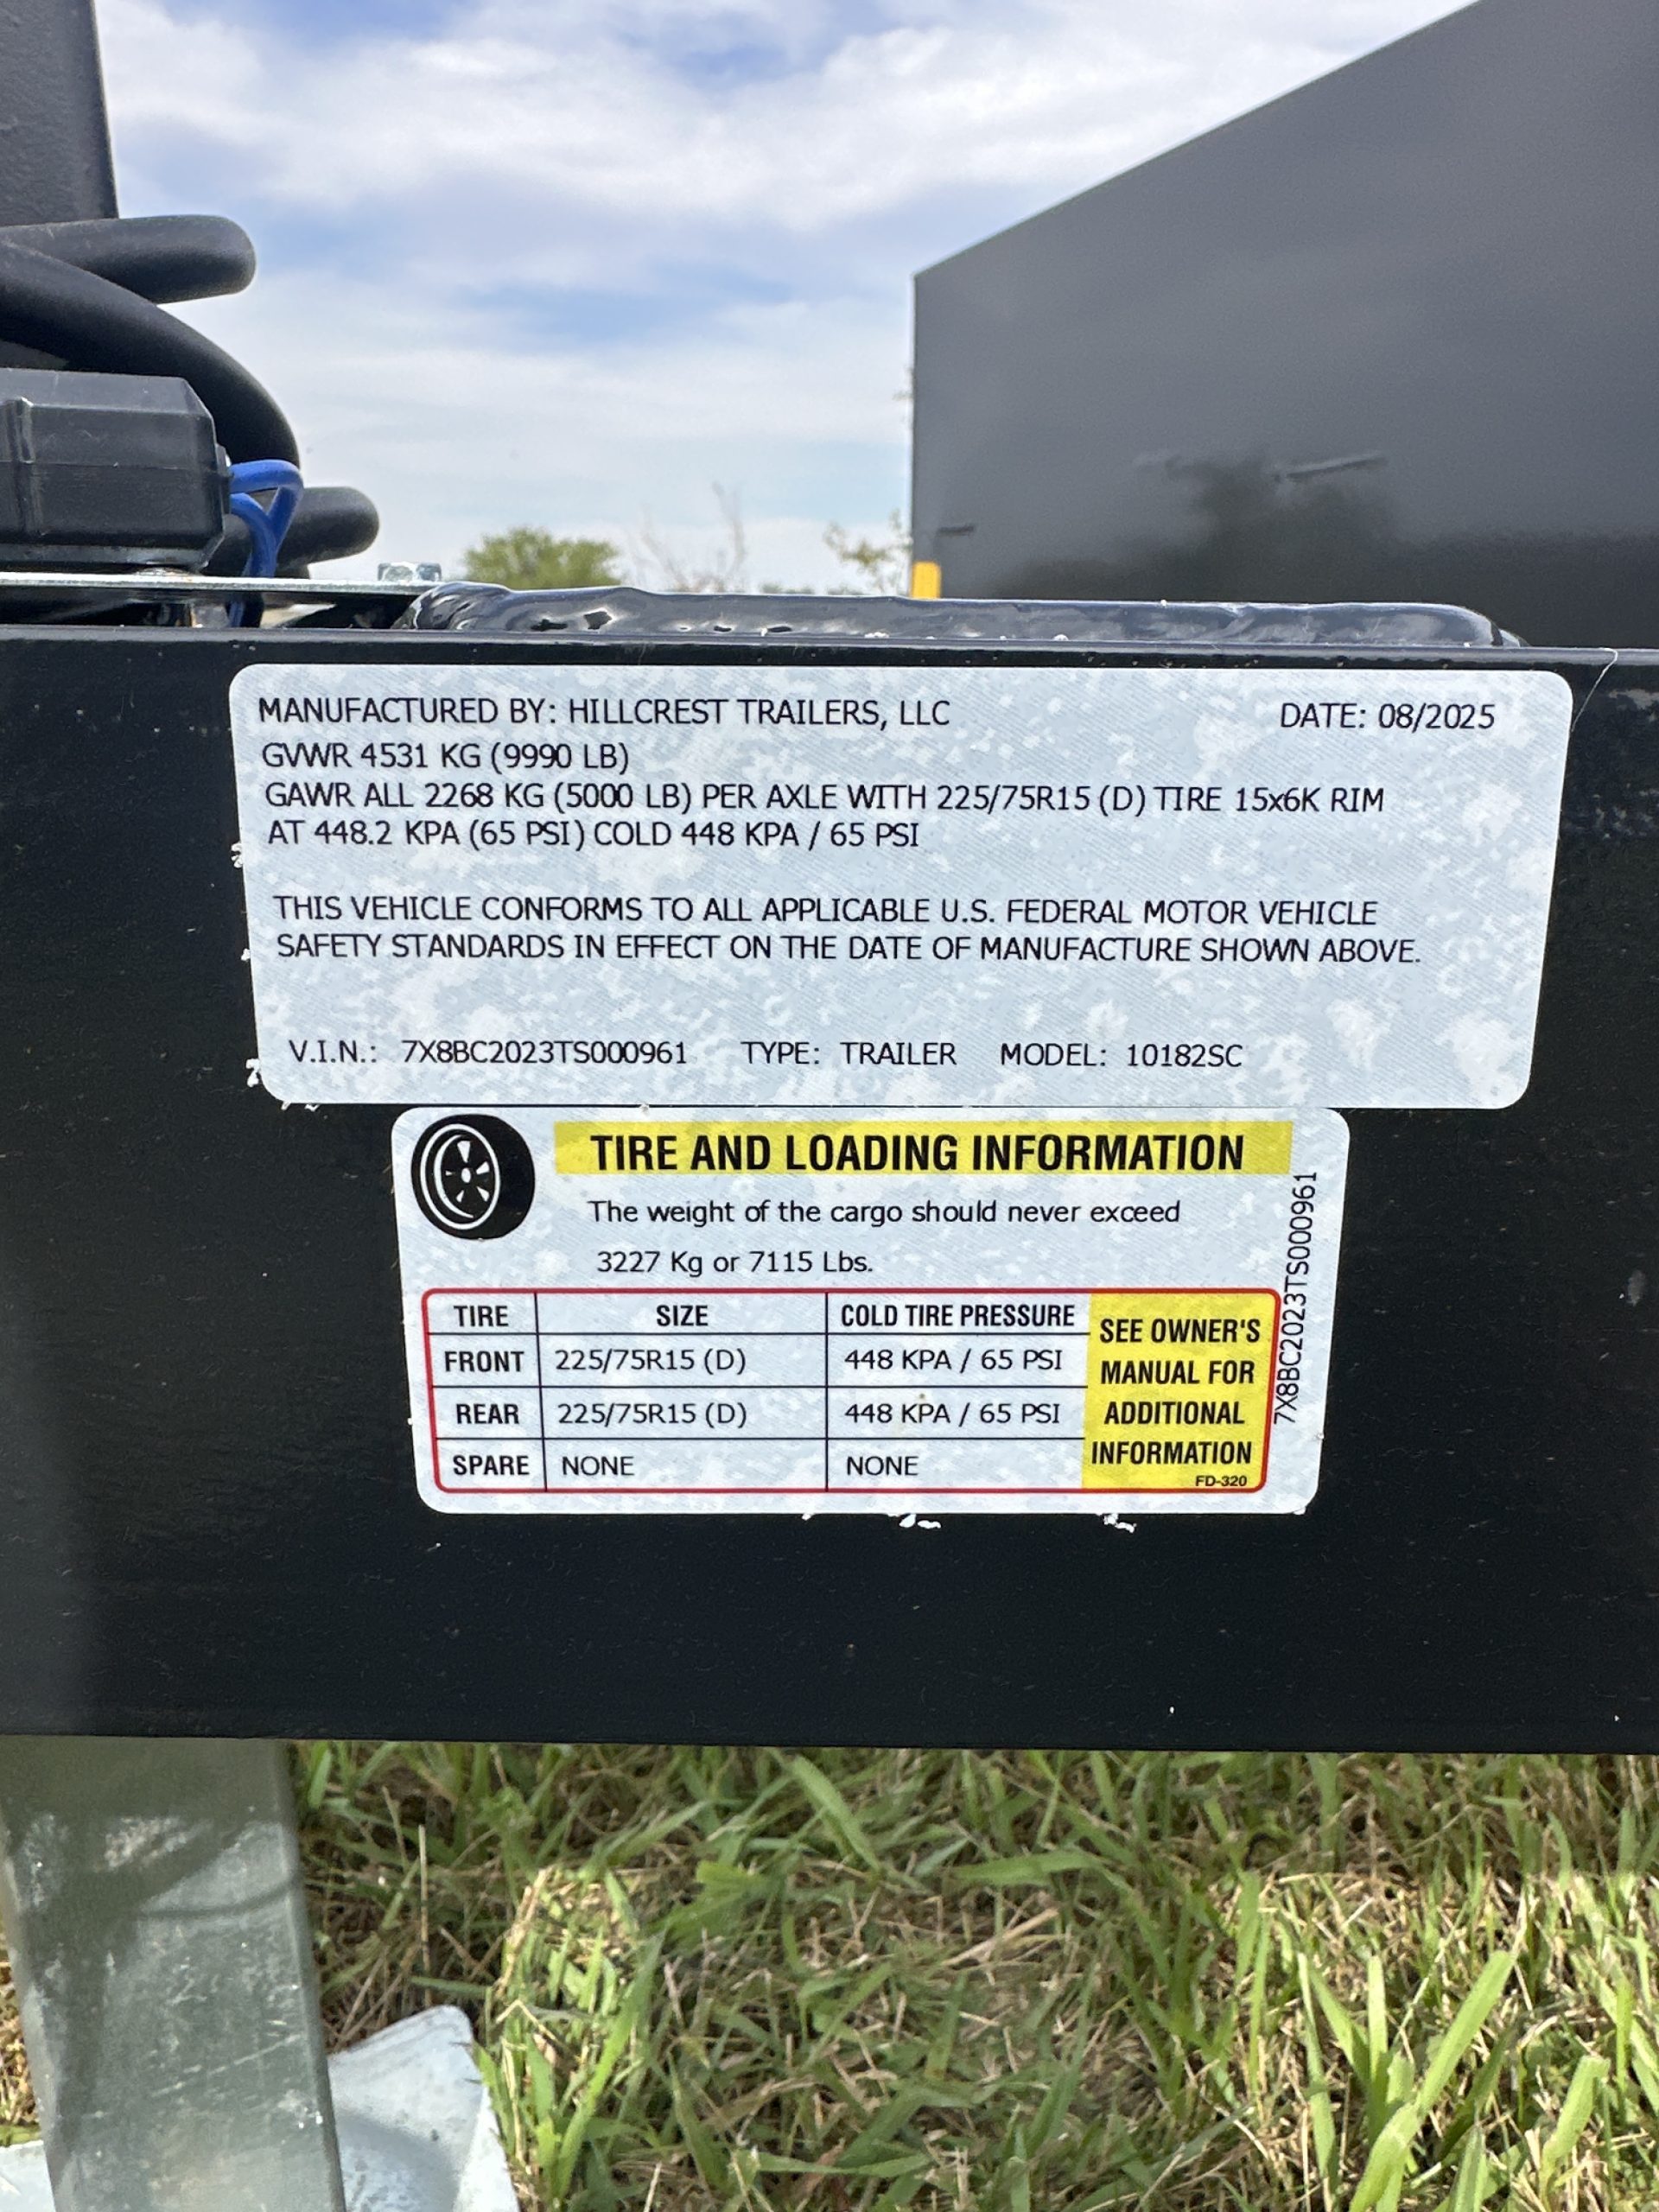 MANUFACTURED BY: HILLCREST TRAILERS, LLC DATE: 08/2025
GVWR 4531 KG (9990 LB)
GAWR ALL 2268 KG (5000 LB) PER AXLE WITH 225/75R15 (D) TIRE 15x6K RIM
AT 448.2 KPA (65 PSI) COLD 448 KPA / 65 PSI
THIS VEHICLE CONFORMS TO ALL APPLICABLE U.S. FEDERAL MOTOR VEHICLE
SAFETY STANDARDS IN EFFECT ON THE DATE OF MANUFACTURE SHOWN ABOVE.
V.I.N.: 7X8BC2023TS000961 TYPE: TRAILER MODEL: 10182SC
TIRE AND LOADING INFORMATION
The weight of the cargo should never exceed
3227 Kg or 7115 Lbs.
TIRE SIZE COLD TIRE PRESSURE
FRONT 225/75R15 (D) 448 KPA / 65 PSI
REAR 225/75R15 (D) 448 KPA / 65 PSI
SPARE NONE NONE
SEE OWNER'S
MANUAL FOR
ADDITIONAL
INFORMATION
FD-320
7X8BC2023TS000961